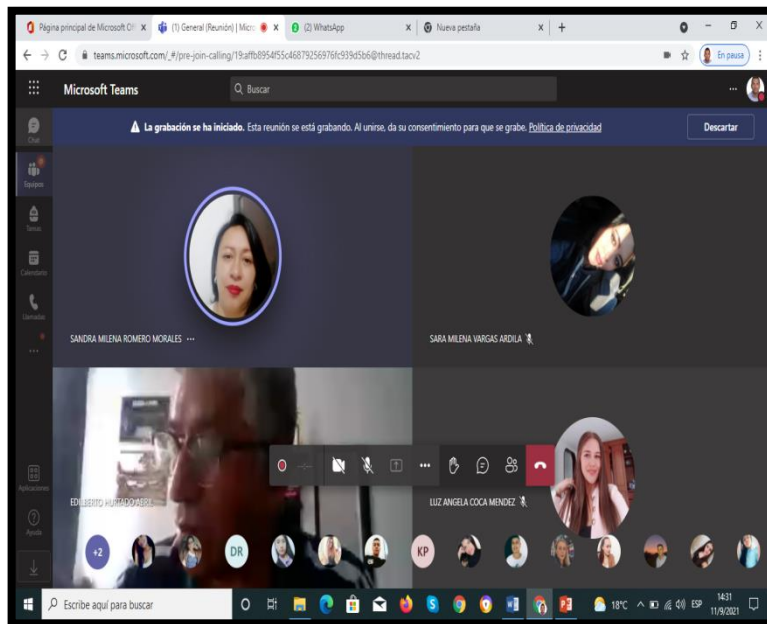 Página principal de Microsoft Of
(1) General (Reunión) | Micro
(2) WhatsApp
Nueva pestaña
teams.microsoft.com/_#/pre-join-calling/19:affb8954f55c46879256976fc939d5b6@thread.tacv2
En pausa
Microsoft Teams
Buscar
La grabación se ha iniciado. Esta reunión se está grabando. Al unirse, da su consentimiento para que se grabe. Política de privacidad
Descartar
Chat
Equipos
Tareas
Calendario
Llamadas
Aplicaciones
Ayuda
SANDRA MILENA ROMERO MORALES
SARA MILENA VARGAS ARDILA
EDILBERTO HURTADO ABRIL
LUZ ANGELA COCA MENDEZ
+2
DR
KP
Escribe aquí para buscar
18°C
ESP
14:31
11/9/2021